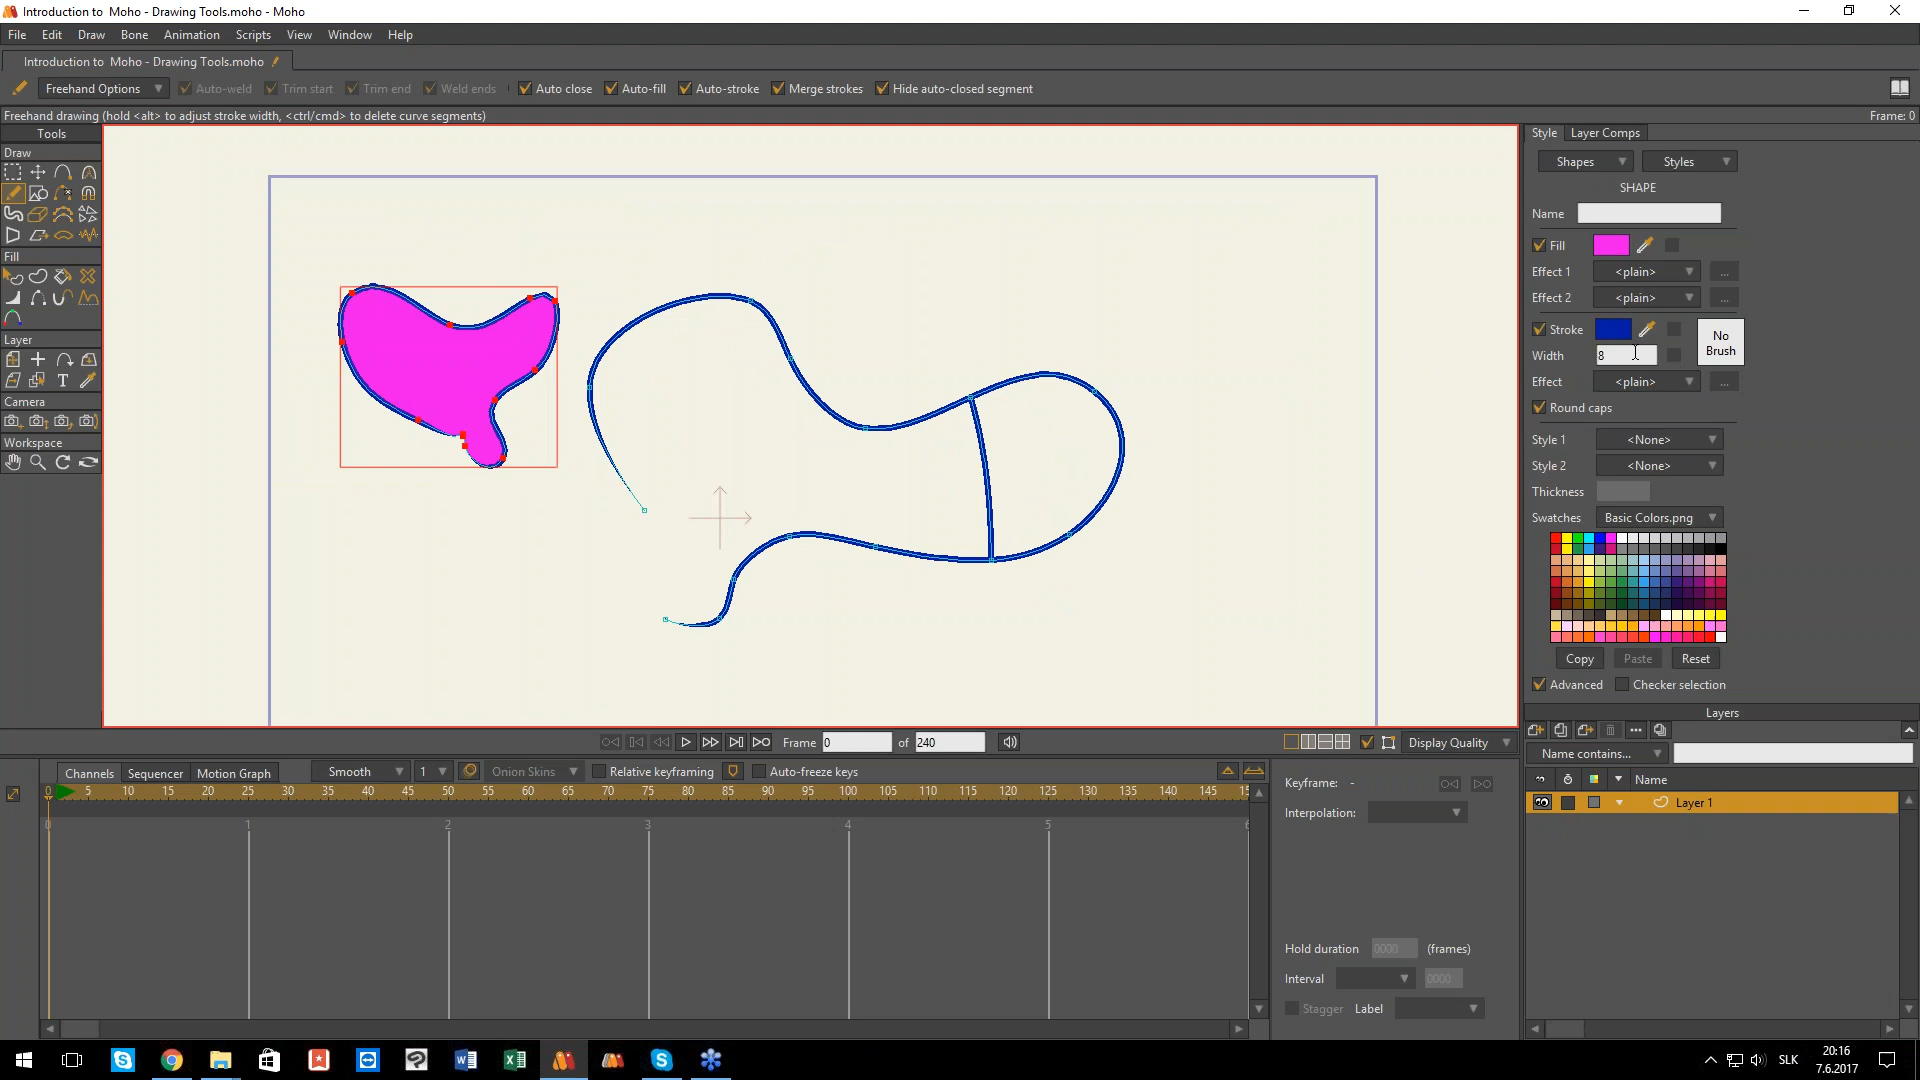 Introduction to  Moho - Drawing Tools.moho - Moho
File Edit Draw Bone Animation Scripts View Window Help
Introduction to  Moho - Drawing Tools.moho
Freehand Options Auto-weld Trim start Trim end Weld ends Auto close Auto-fill Auto-stroke Merge strokes Hide auto-closed segment
Freehand drawing (hold <alt> to adjust stroke width, <ctrl/cmd> to delete curve segments) Frame: 0
Tools
Draw
Fill
Layer
T
Camera
Workspace
Style Layer Comps
Shapes Styles
SHAPE
Name
Fill
Effect 1 <plain> ...
Effect 2 <plain> ...
Stroke No Brush
Width 8
Effect <plain> ...
Round caps
Style 1 <None>
Style 2 <None>
Thickness
Swatches Basic Colors.png
Copy Paste Reset
Advanced Checker selection
Layers
Name contains...
Name
Layer 1
Frame 0 of 240 Display Quality
Channels Sequencer Motion Graph Smooth 1 Onion Skins Relative keyframing Auto-freeze keys
0 5 10 15 20 25 30 35 40 45 50 55 60 65 70 75 80 85 90 95 100 105 110 115 120 125 130 135 140 145 15
0 1 2 3 4 5 6
Keyframe: -
Interpolation:
Hold duration 0000 (frames)
Interval 0000
Stagger Label
SLK 20:16
7.6.2017